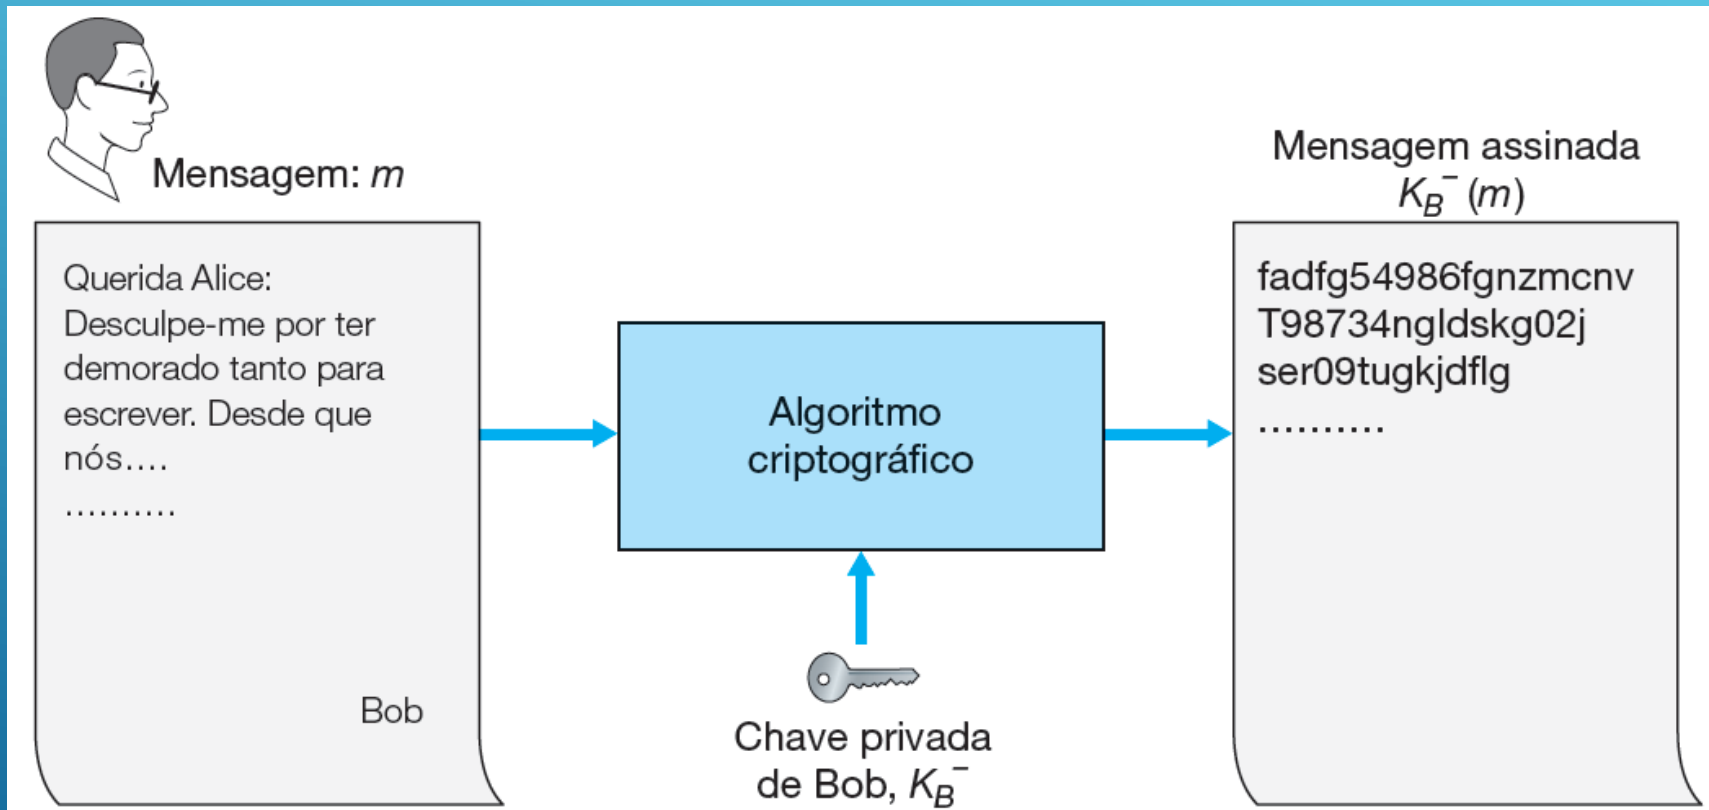 Mensagem: m
Querida Alice:
Desculpe-me por ter
demorado tanto para
escrever. Desde que
nós....
..........
Bob
Algoritmo
criptográfico
Chave privada
de Bob, K_B^-
Mensagem assinada
K_B^- (m)
fadfg54986fgnzmcnv
T98734ngldskg02j
ser09tugkjdflg
..........